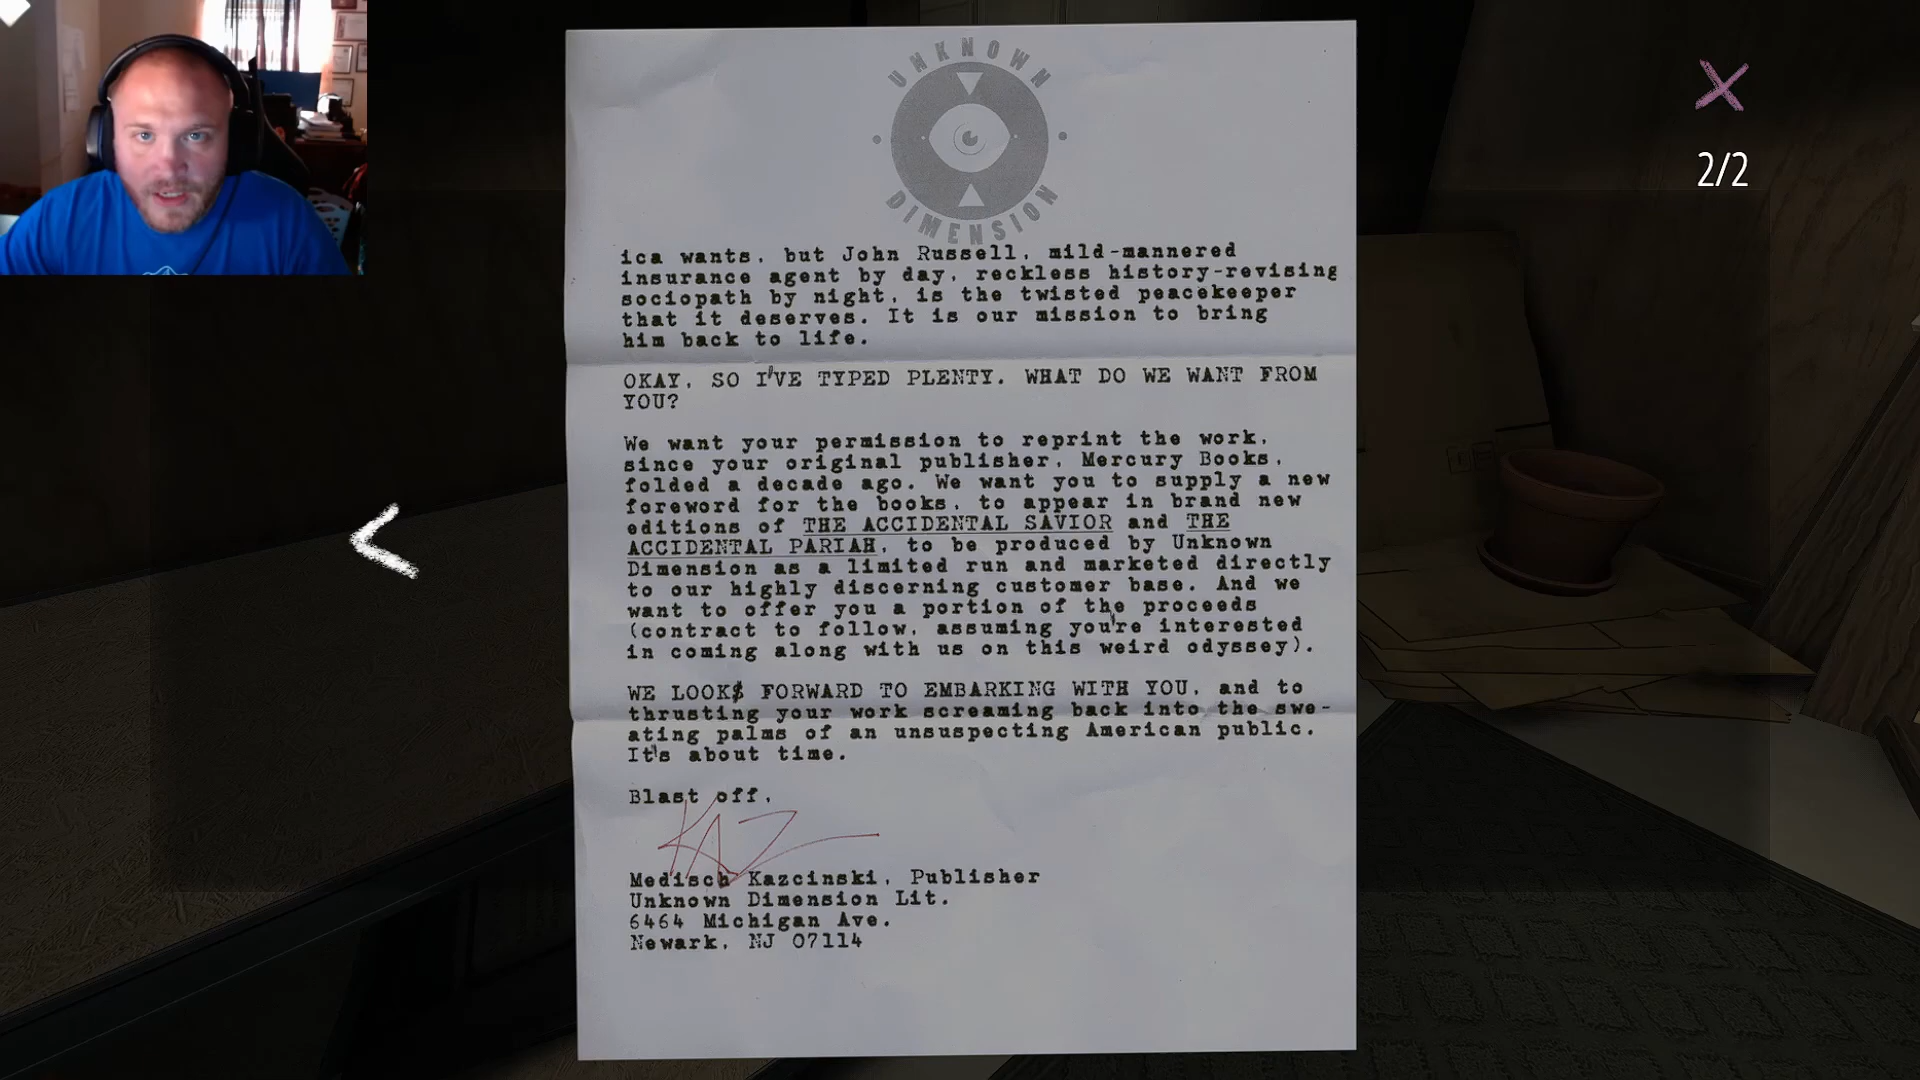 UNKNOWN
DIMENSION
2/2
ica wants, but John Russell, mild-mannered
insurance agent by day, reckless history-revising
sociopath by night, is the twisted peacekeeper
that it deserves. It is our mission to bring
him back to life.
OKAY, SO I'VE TYPED PLENTY. WHAT DO WE WANT FROM
YOU?
We want your permission to reprint the work,
since your original publisher, Mercury Books,
folded a decade ago. We want you to supply a new
foreword for the books, to appear in brand new
editions of THE ACCIDENTAL SAVIOR and THE
ACCIDENTAL PARIAH, to be produced by Unknown
Dimension as a limited run and marketed directly
to our highly discerning customer base. And we
want to offer you a portion of the proceeds
(contract to follow, assuming you're interested
in coming along with us on this weird odyssey).
WE LOOK$ FORWARD TO EMBARKING WITH YOU, and to
thrusting your work screaming back into the swe-
ating palms of an unsuspecting American public.
It's about time.
Blast off,
KAZ
Medisch Kazcinski, Publisher
Unknown Dimension Lit.
6464 Michigan Ave.
Newark, NJ 07114